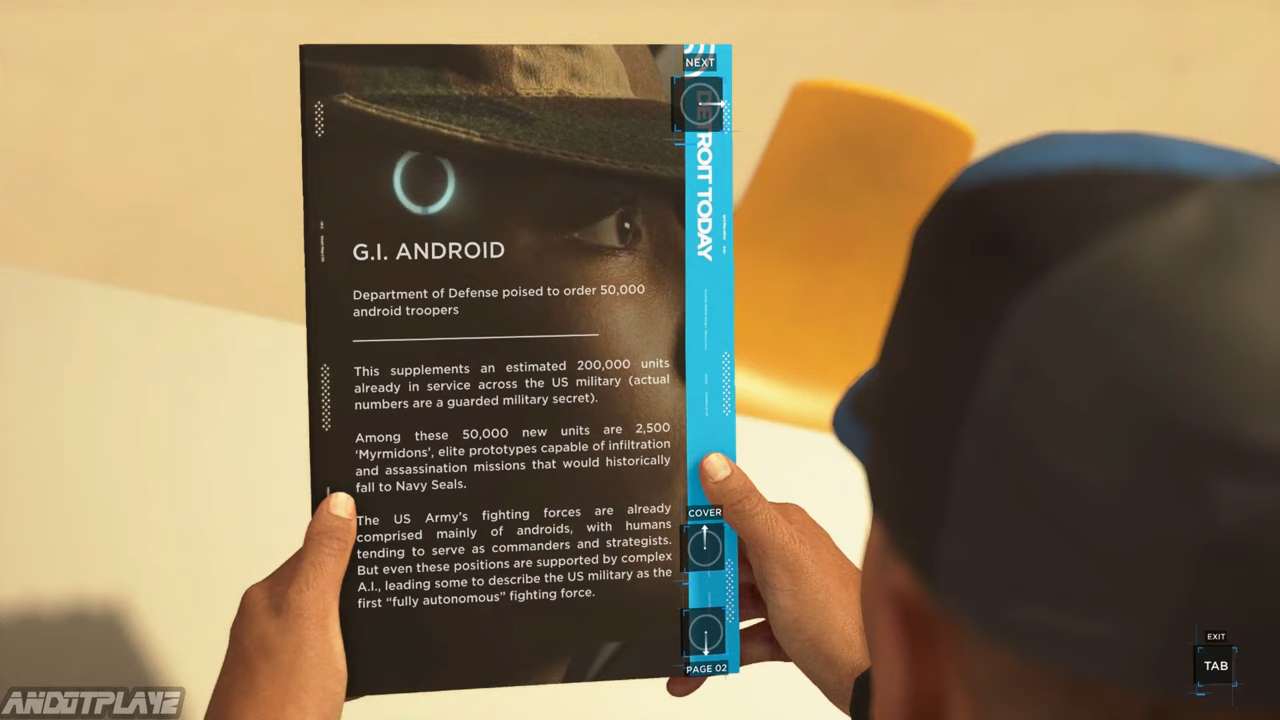 NEXT
DETROIT TODAY
G.I. ANDROID
Department of Defense poised to order 50,000
android troopers
This supplements an estimated 200,000 units
already in service across the US military (actual
numbers are a guarded military secret).
Among these 50,000 new units are 2,500
‘Myrmidons’, elite prototypes capable of infiltration
and assassination missions that would historically
fall to Navy Seals.
The US Army’s fighting forces are already
comprised mainly of androids, with humans
tending to serve as commanders and strategists.
But even these positions are supported by complex
A.I., leading some to describe the US military as the
first “fully autonomous” fighting force.
COVER
PAGE 02
EXIT
TAB
ANDOTPLAYZ